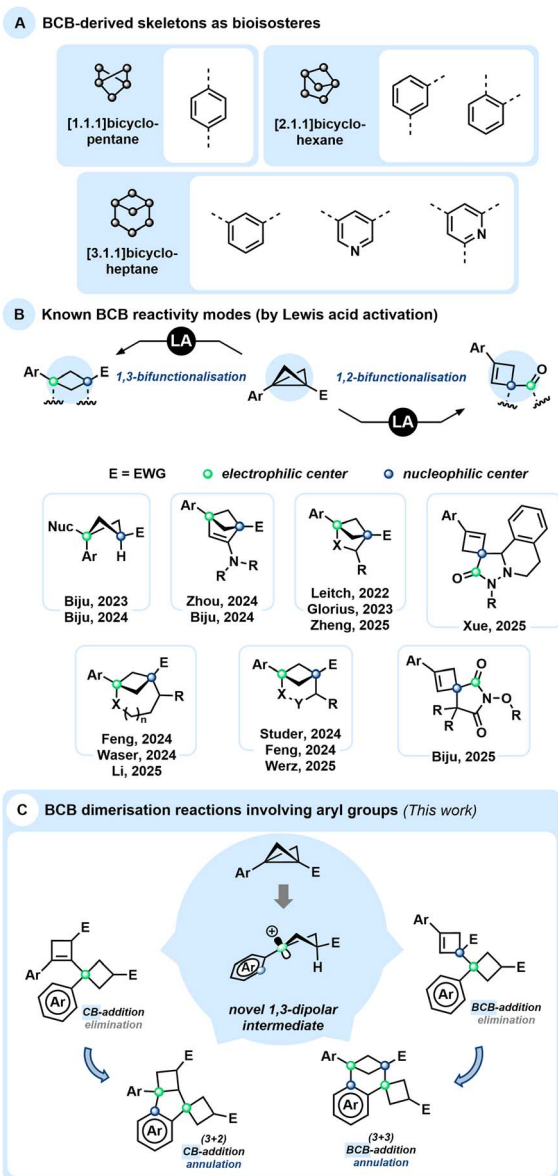 A BCB-derived skeletons as bioisosteres
[1.1.1]bicyclo-
pentane
[2.1.1]bicyclo-
hexane
[3.1.1]bicyclo-
heptane
N
N
B Known BCB reactivity modes (by Lewis acid activation)
LA
Ar E 1,3-bifunctionalisation Ar E 1,2-bifunctionalisation Ar O
LA
E = EWG electrophilic center nucleophilic center
Nuc E
Ar H
Biju, 2023
Biju, 2024
Ar E
N R
R
Zhou, 2024
Biju, 2024
Ar E
X
R
Leitch, 2022
Glorius, 2023
Zheng, 2025
Ar
O N N
R
Xue, 2025
Ar E
X R
( )n
Feng, 2024
Waser, 2024
Li, 2025
Ar E
X Y R
Studer, 2024
Feng, 2024
Werz, 2025
Ar O
N O
R R O R
Biju, 2025
C BCB dimerisation reactions involving aryl groups (This work)
Ar E
E
Ar E
Ar
CB-addition
elimination
+
E
Ar H
novel 1,3-dipolar
intermediate
Ar
E
E
Ar
BCB-addition
elimination
E
Ar
E
Ar
(3+2)
CB-addition
annulation
Ar E
E
Ar
(3+3)
BCB-addition
annulation